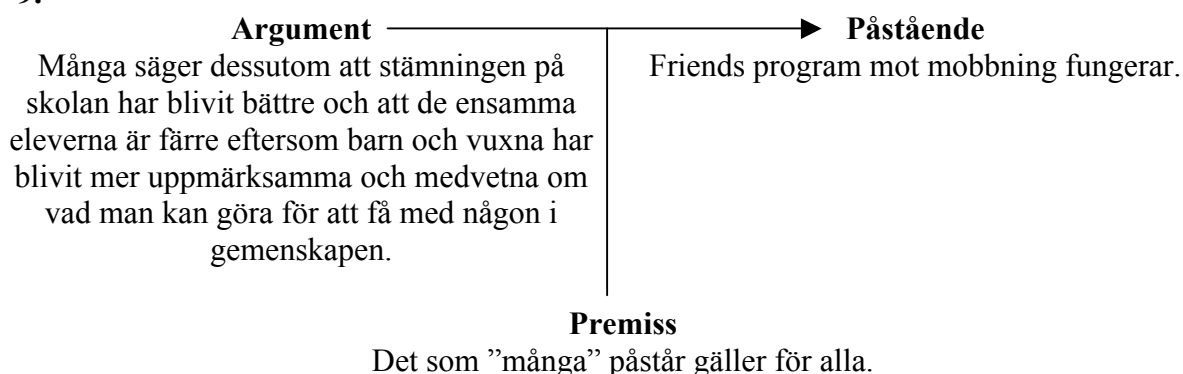 Argument
Många säger dessutom att stämningen på
skolan har blivit bättre och att de ensamma
eleverna är färre eftersom barn och vuxna har
blivit mer uppmärksamma och medvetna om
vad man kan göra för att få med någon i
gemenskapen.
Påstående
Friends program mot mobbning fungerar.
Premiss
Det som ”många” påstår gäller för alla.